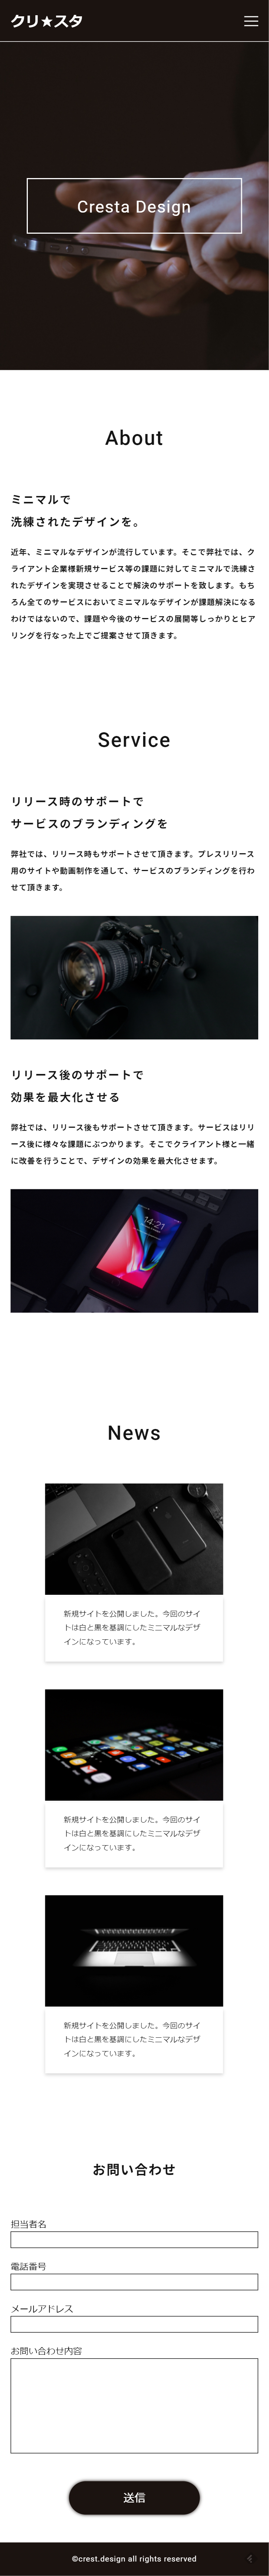 クリ★スタ
Cresta Design
About
ミニマルで
洗練されたデザインを。
近年、ミニマルなデザインが流行しています。そこで弊社では、ク
ライアント企業様新規サービス等の課題に対してミニマルで洗練さ
れたデザインを実現させることで解決のサポートを致します。もち
ろん全てのサービスにおいてミニマルなデザインが課題解決になる
わけではないので、課題や今後のサービスの展開等しっかりとヒア
リングを行なった上でご提案させて頂きます。
Service
リリース時のサポートで
サービスのブランディングを
弊社では、リリース時もサポートさせて頂きます。プレスリリース
用のサイトや動画制作を通して、サービスのブランディングを行わ
せて頂きます。
リリース後のサポートで
効果を最大化させる
弊社では、リリース後もサポートさせて頂きます。サービスはリリ
ース後に様々な課題にぶつかります。そこでクライアント様と一緒
に改善を行うことで、デザインの効果を最大化させます。
14:21
News
新規サイトを公開しました。今回のサイ
トは白と黒を基調にしたミニマルなデザ
インになっています。
新規サイトを公開しました。今回のサイ
トは白と黒を基調にしたミニマルなデザ
インになっています。
新規サイトを公開しました。今回のサイ
トは白と黒を基調にしたミニマルなデザ
インになっています。
お問い合わせ
担当者名
電話番号
メールアドレス
お問い合わせ内容
送信
©crest.design all rights reserved